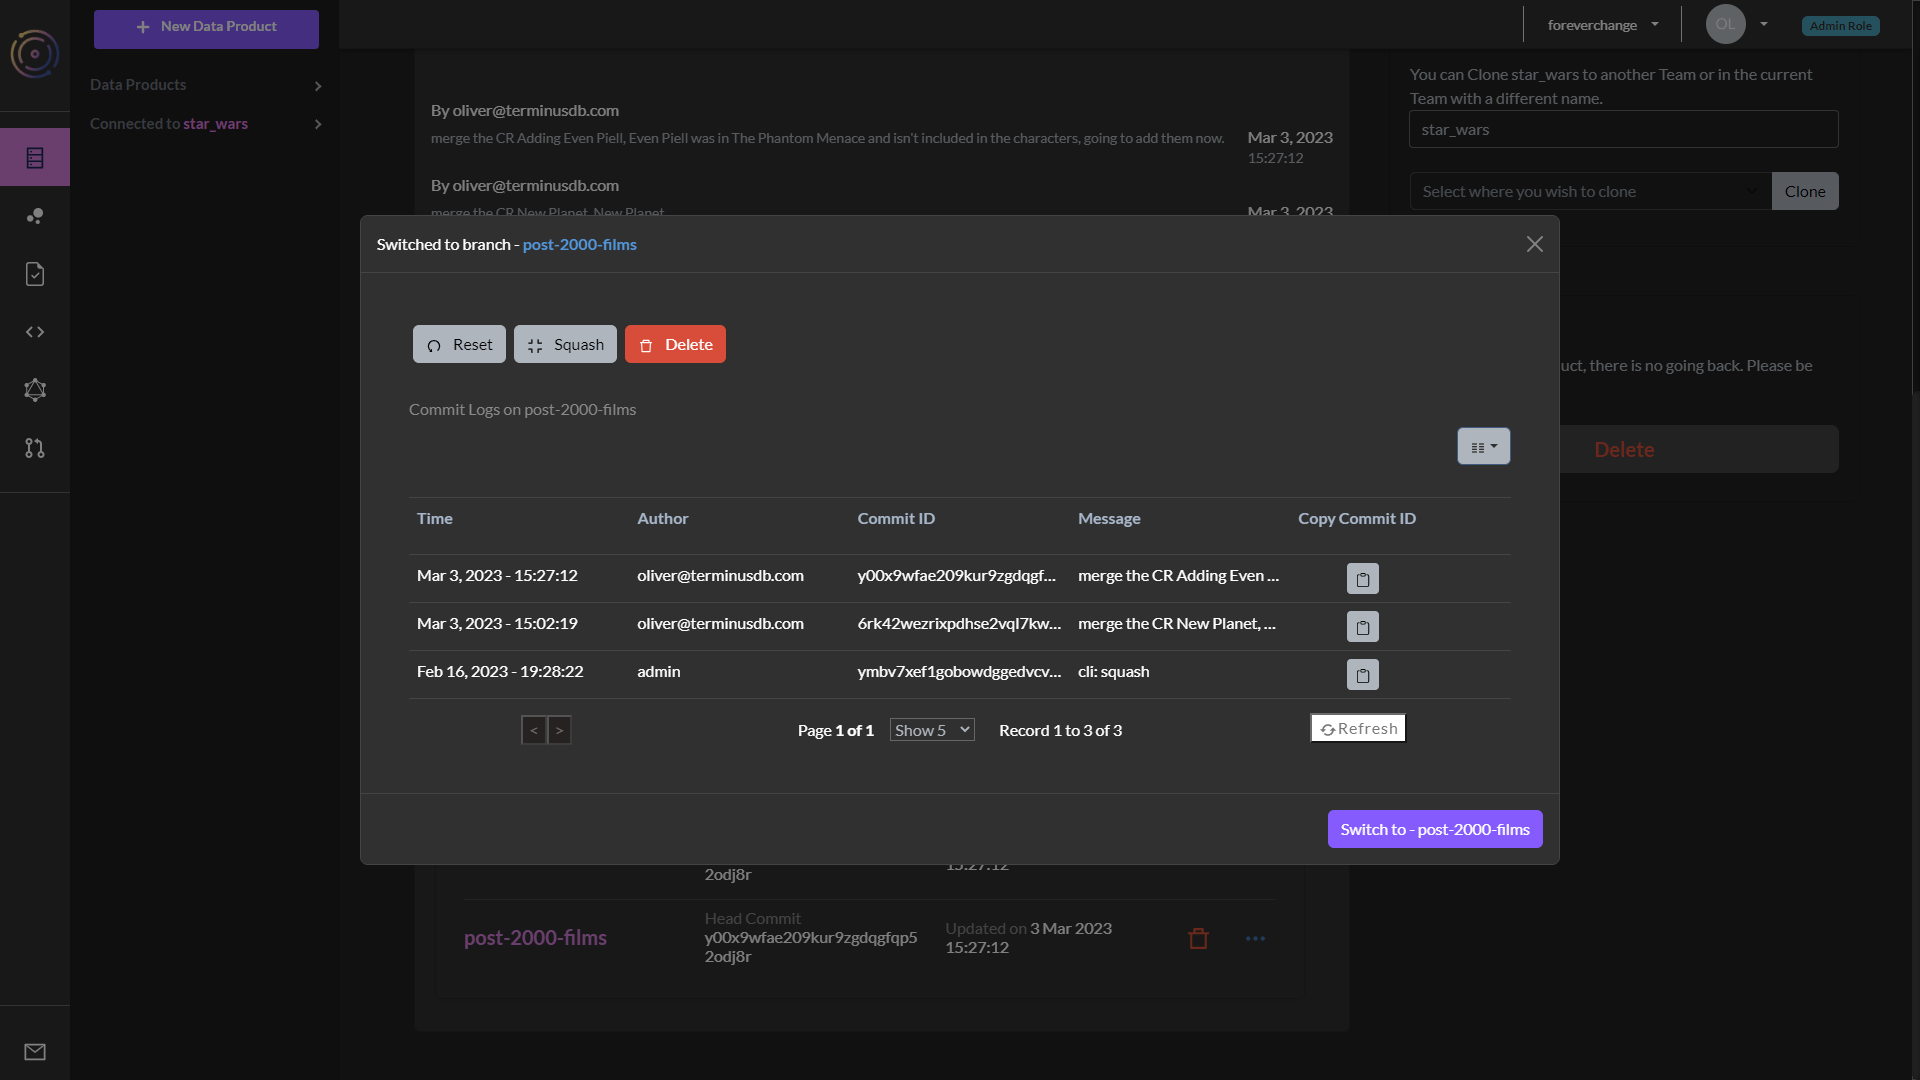 New Data Product
foreverchange
OL
Admin Role
Data Products
Connected to star_wars
By oliver@terminusdb.com
merge the CR Adding Even Piell, Even Piell was in The Phantom Menace and isn't included in the characters, going to add them now.
Mar 3, 2023
15:27:12
By oliver@terminusdb.com
merge the CR New Planet, New Planet
Mar 3, 2023
You can Clone star_wars to another Team or in the current
Team with a different name.
star_wars
Select where you wish to clone
Clone
uct, there is no going back. Please be
Delete
Switched to branch - post-2000-films
Reset
Squash
Delete
Commit Logs on post-2000-films
Time Author Commit ID Message Copy Commit ID
Mar 3, 2023 - 15:27:12 oliver@terminusdb.com y00x9wfae209kur9zgdqgf... merge the CR Adding Even ...
Mar 3, 2023 - 15:02:19 oliver@terminusdb.com 6rk42wezrixpdhse2vql7kw... merge the CR New Planet, ...
Feb 16, 2023 - 19:28:22 admin ymbv7xef1gobowdggedvcv... cli: squash
< >
Page 1 of 1
Show 5
Record 1 to 3 of 3
Refresh
Switch to - post-2000-films
2odj8r
15:27:12
post-2000-films
Head Commit
y00x9wfae209kur9zgdqgfqp5
2odj8r
Updated on 3 Mar 2023
15:27:12